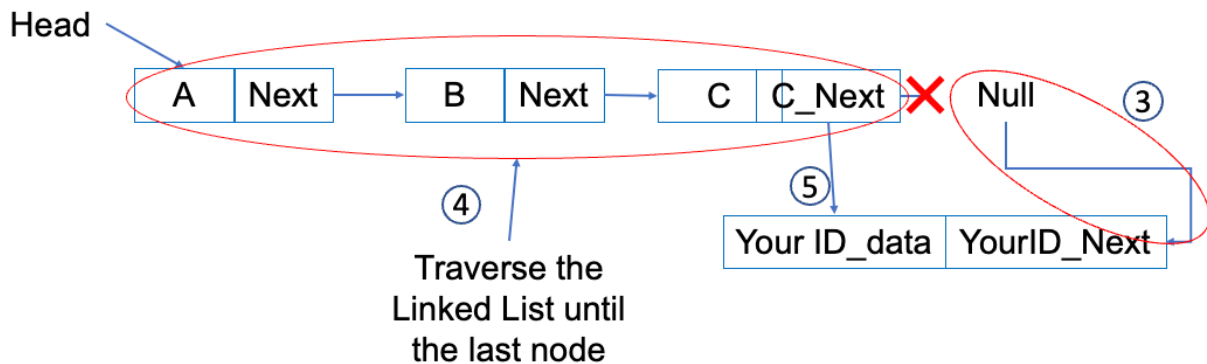 Head
A Next B Next C C_Next Null ③
④ ⑤
Your ID_data YourID_Next
Traverse the
Linked List until
the last node